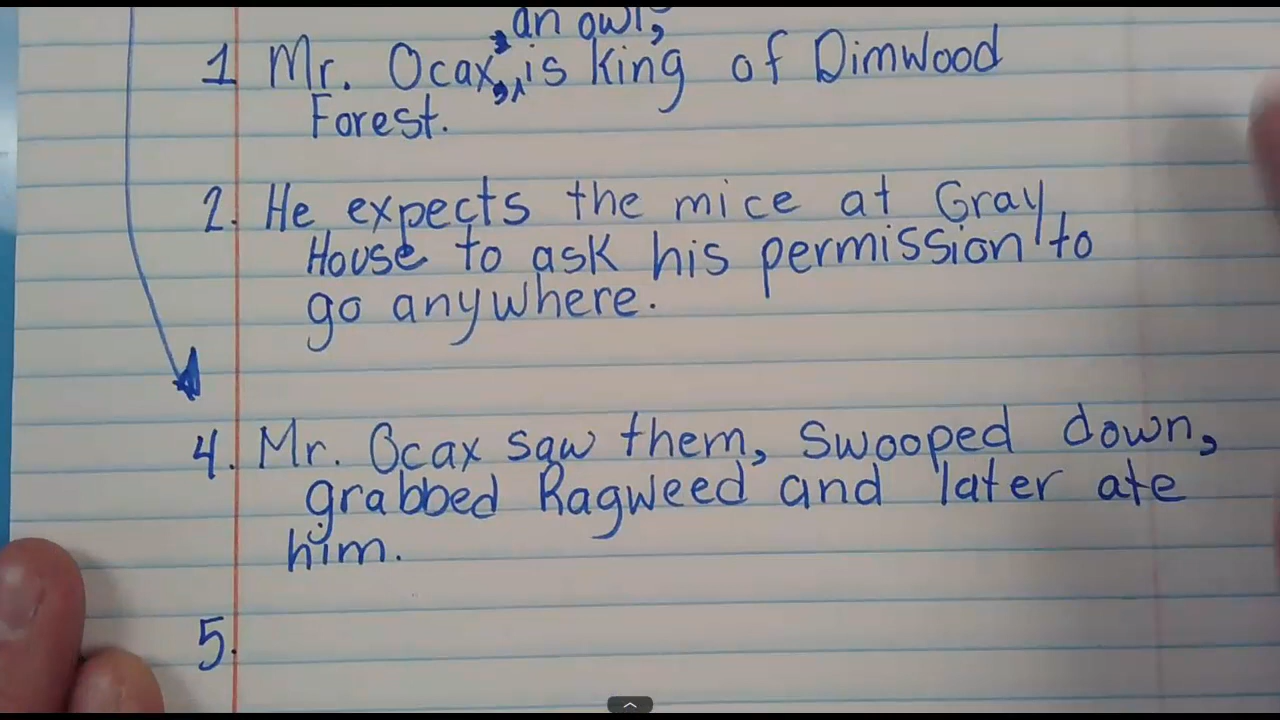 an owl,
1 Mr. Ocax, is king of Dimwood
Forest.
2. He expects the mice at Gray
House to ask his permission to
go anywhere.
4. Mr. Ocax saw them, swooped down,
grabbed Ragweed and later ate
him.
5.